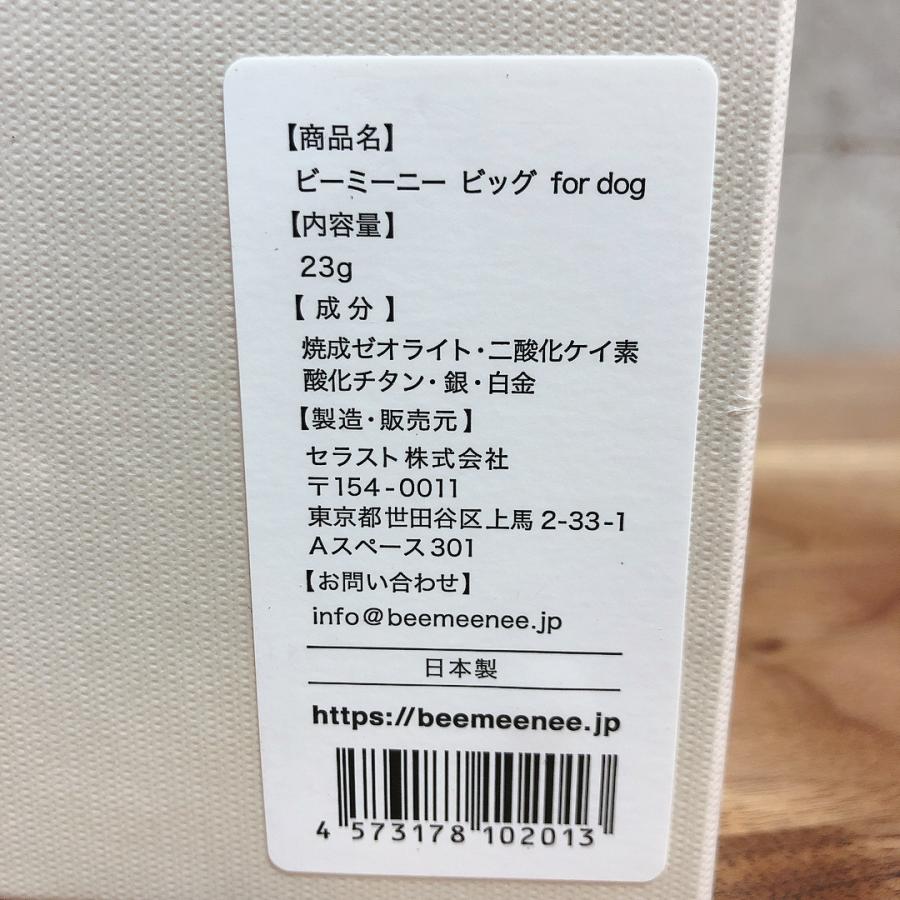 【商品名】
ビーミーニー ビッグ for dog
【内容量】
23g
【成分】
焼成ゼオライト・二酸化ケイ素
酸化チタン・銀・白金
【製造・販売元】
セラスト株式会社
〒154-0011
東京都世田谷区上馬2-33-1
Aスペース301
【お問い合わせ】
info@beemeenee.jp
日本製
https://beemeenee.jp
4 573178 102013